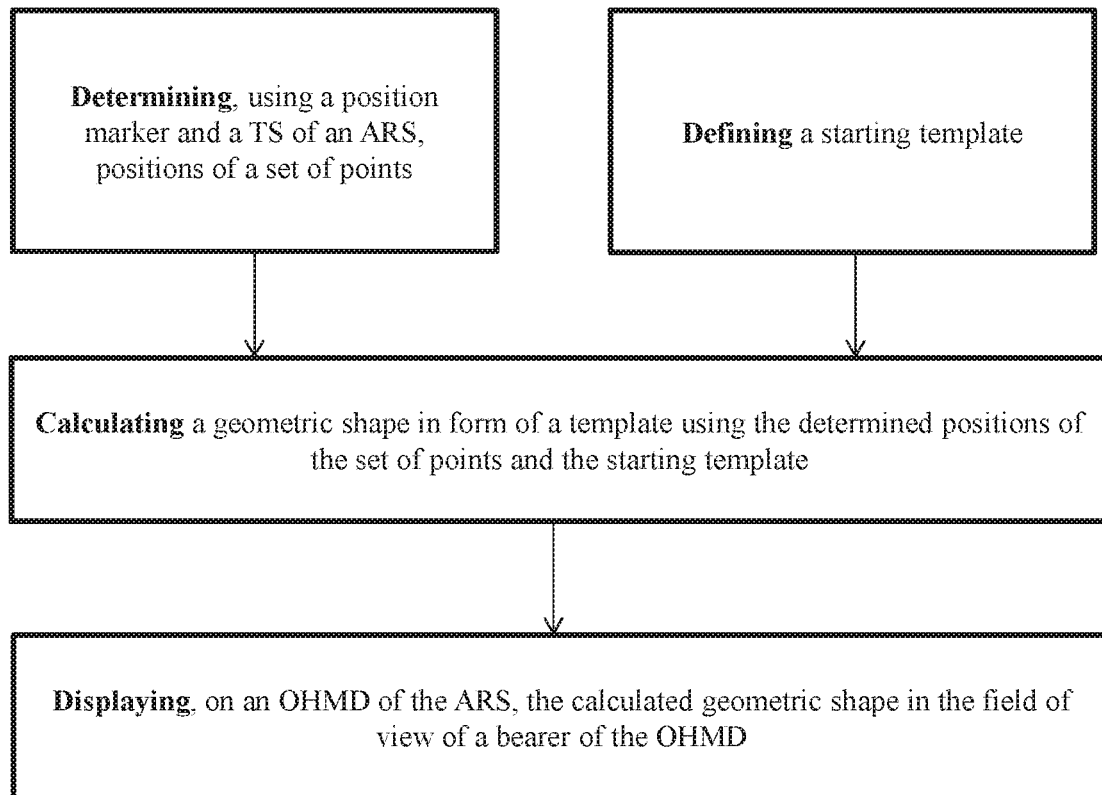 Determining, using a position
marker and a TS of an ARS,
positions of a set of points
Defining a starting template
Calculating a geometric shape in form of a template using the determined positions of
the set of points and the starting template
Displaying, on an OHMD of the ARS, the calculated geometric shape in the field of
view of a bearer of the OHMD